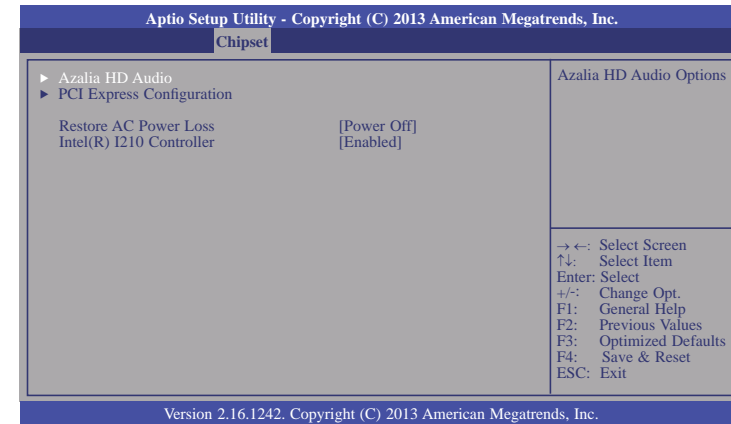 Aptio Setup Utility - Copyright (C) 2013 American Megatrends, Inc.
Chipset
► Azalia HD Audio
► PCI Express Configuration
Restore AC Power Loss [Power Off]
Intel(R) I210 Controller [Enabled]
Azalia HD Audio Options
→ ←: Select Screen
↑↓: Select Item
Enter: Select
+/-: Change Opt.
F1: General Help
F2: Previous Values
F3: Optimized Defaults
F4: Save & Reset
ESC: Exit
Version 2.16.1242. Copyright (C) 2013 American Megatrends, Inc.